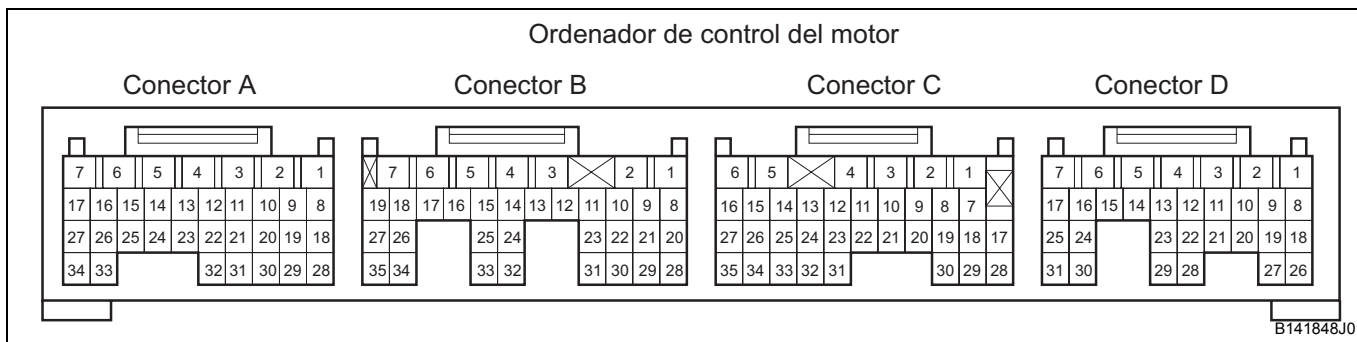 Ordenador de control del motor
Conector A Conector B Conector C Conector D
7 6 5 4 3 2 1 7 6 5 4 3 2 1 6 5 4 3 2 1 7 6 5 4 3 2 1
17 16 15 14 13 12 11 10 9 8 19 18 17 16 15 14 13 12 11 10 9 8 16 15 14 13 12 11 10 9 8 7 17 16 15 14 13 12 11 10 9 8
27 26 25 24 23 22 21 20 19 18 27 26 25 24 23 22 21 20 27 26 25 24 23 22 21 20 19 18 17 25 24 23 22 21 20 19 18
34 33 32 31 30 29 28 35 34 33 32 31 30 29 28 35 34 33 32 31 30 29 28 31 30 29 28 27 26
B141848J0